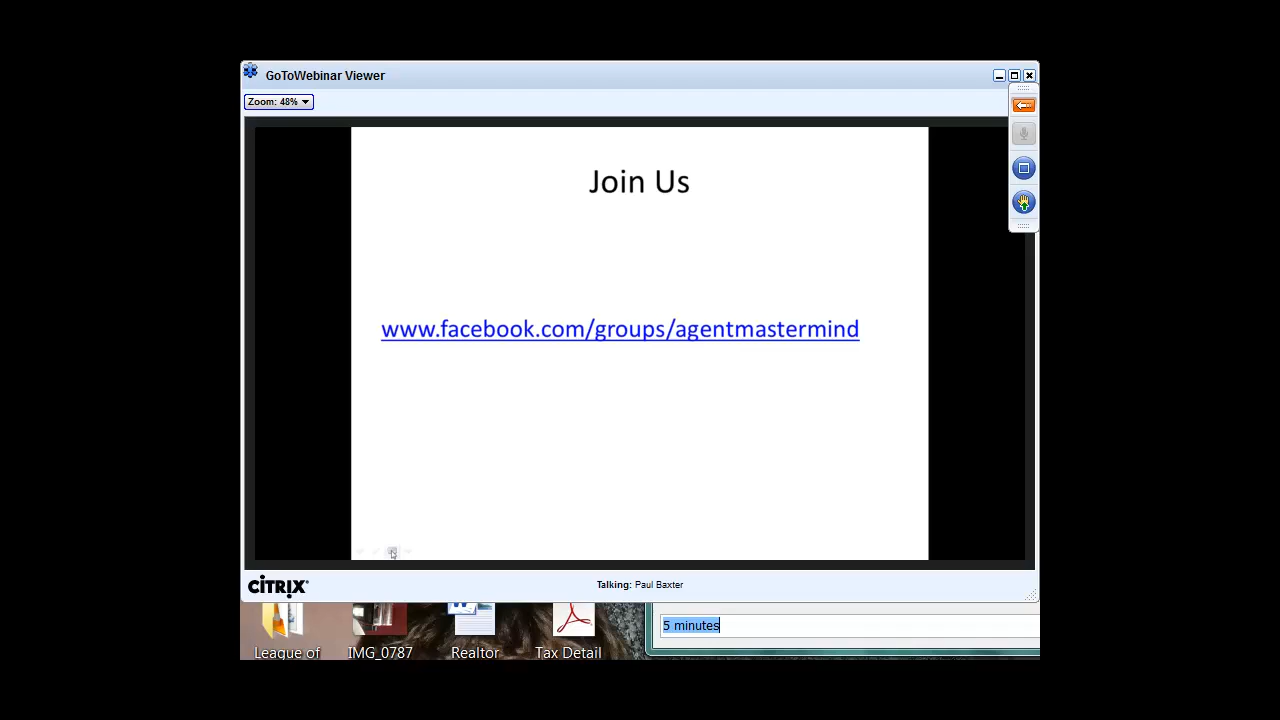 GoToWebinar Viewer
Zoom: 48%
Join Us
www.facebook.com/groups/agentmastermind
CITRIX®
Talking: Paul Baxter
5 minutes
League of
IMG_0787
Realtor
Tax Detail